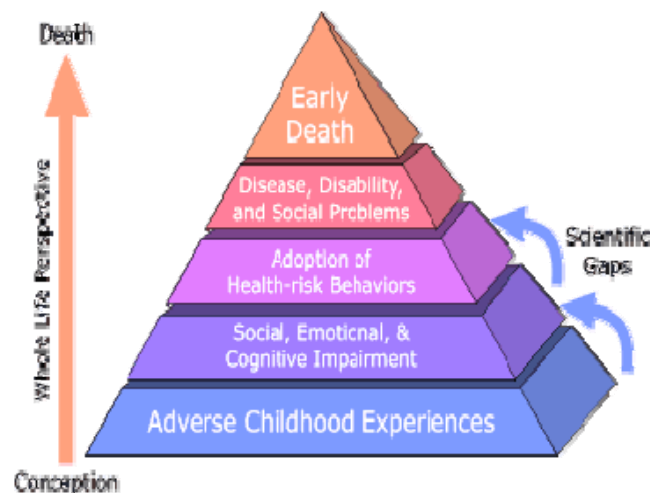 Death
Early
Death
Disease, Disability,
and Social Problems
Scientific
Gaps
Adoption of
Health-risk Behaviors
Whole Life Perspective
Social, Emotional, &
Cognitive Impairment
Adverse Childhood Experiences
Conception